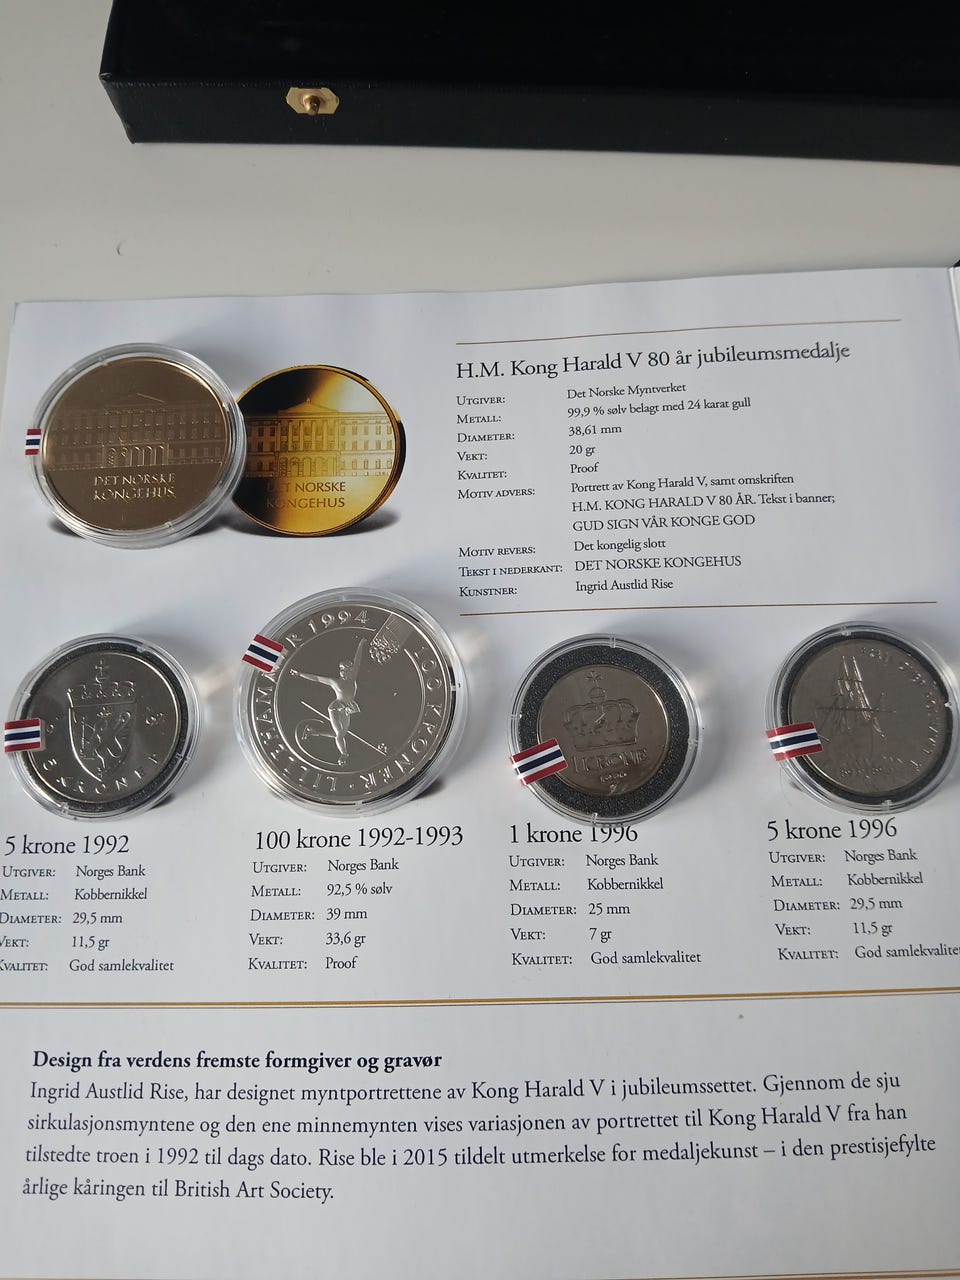 H.M. Kong Harald V 80 år jubileumsmedalje
UTGIVER: Det Norske Myntverket
METALL: 99,9 % sølv belagt med 24 karat gull
DIAMETER: 38,61 mm
VEKT: 20 gr
KVALITET: Proof
MOTIV ADVERS: Portrett av Kong Harald V, samt omskriften
H.M. KONG HARALD V 80 ÅR. Tekst i banner;
GUD SIGN VÅR KONGE GOD
MOTIV REVERS: Det kongelig slott
TEKST I NEDERKANT: DET NORSKE KONGEHUS
KUNSTNER: Ingrid Austlid Rise
DET NORSKE
KONGEHUS
DET NORSKE
KONGEHUS
5 KRONER
LILLEHAMMER 1994
100 KRONER
1 KRONE
1996
5 krone 1992
UTGIVER: Norges Bank
METALL: Kobbernikkel
DIAMETER: 29,5 mm
VEKT: 11,5 gr
KVALITET: God samlekvalitet
100 krone 1992-1993
UTGIVER: Norges Bank
METALL: 92,5 % sølv
DIAMETER: 39 mm
VEKT: 33,6 gr
KVALITET: Proof
1 krone 1996
UTGIVER: Norges Bank
METALL: Kobbernikkel
DIAMETER: 25 mm
VEKT: 7 gr
KVALITET: God samlekvalitet
5 krone 1996
UTGIVER: Norges Bank
METALL: Kobbernikkel
DIAMETER: 29,5 mm
VEKT: 11,5 gr
KVALITET: God samlekvalite
Design fra verdens fremste formgiver og gravør
Ingrid Austlid Rise, har designet myntportrettene av Kong Harald V i jubileumssettet. Gjennom de sju
sirkulasjonsmyntene og den ene minnemynten vises variasjonen av portrettet til Kong Harald V fra han
tilstedte troen i 1992 til dags dato. Rise ble i 2015 tildelt utmerkelse for medaljekunst – i den prestisjefylte
årlige kåringen til British Art Society.